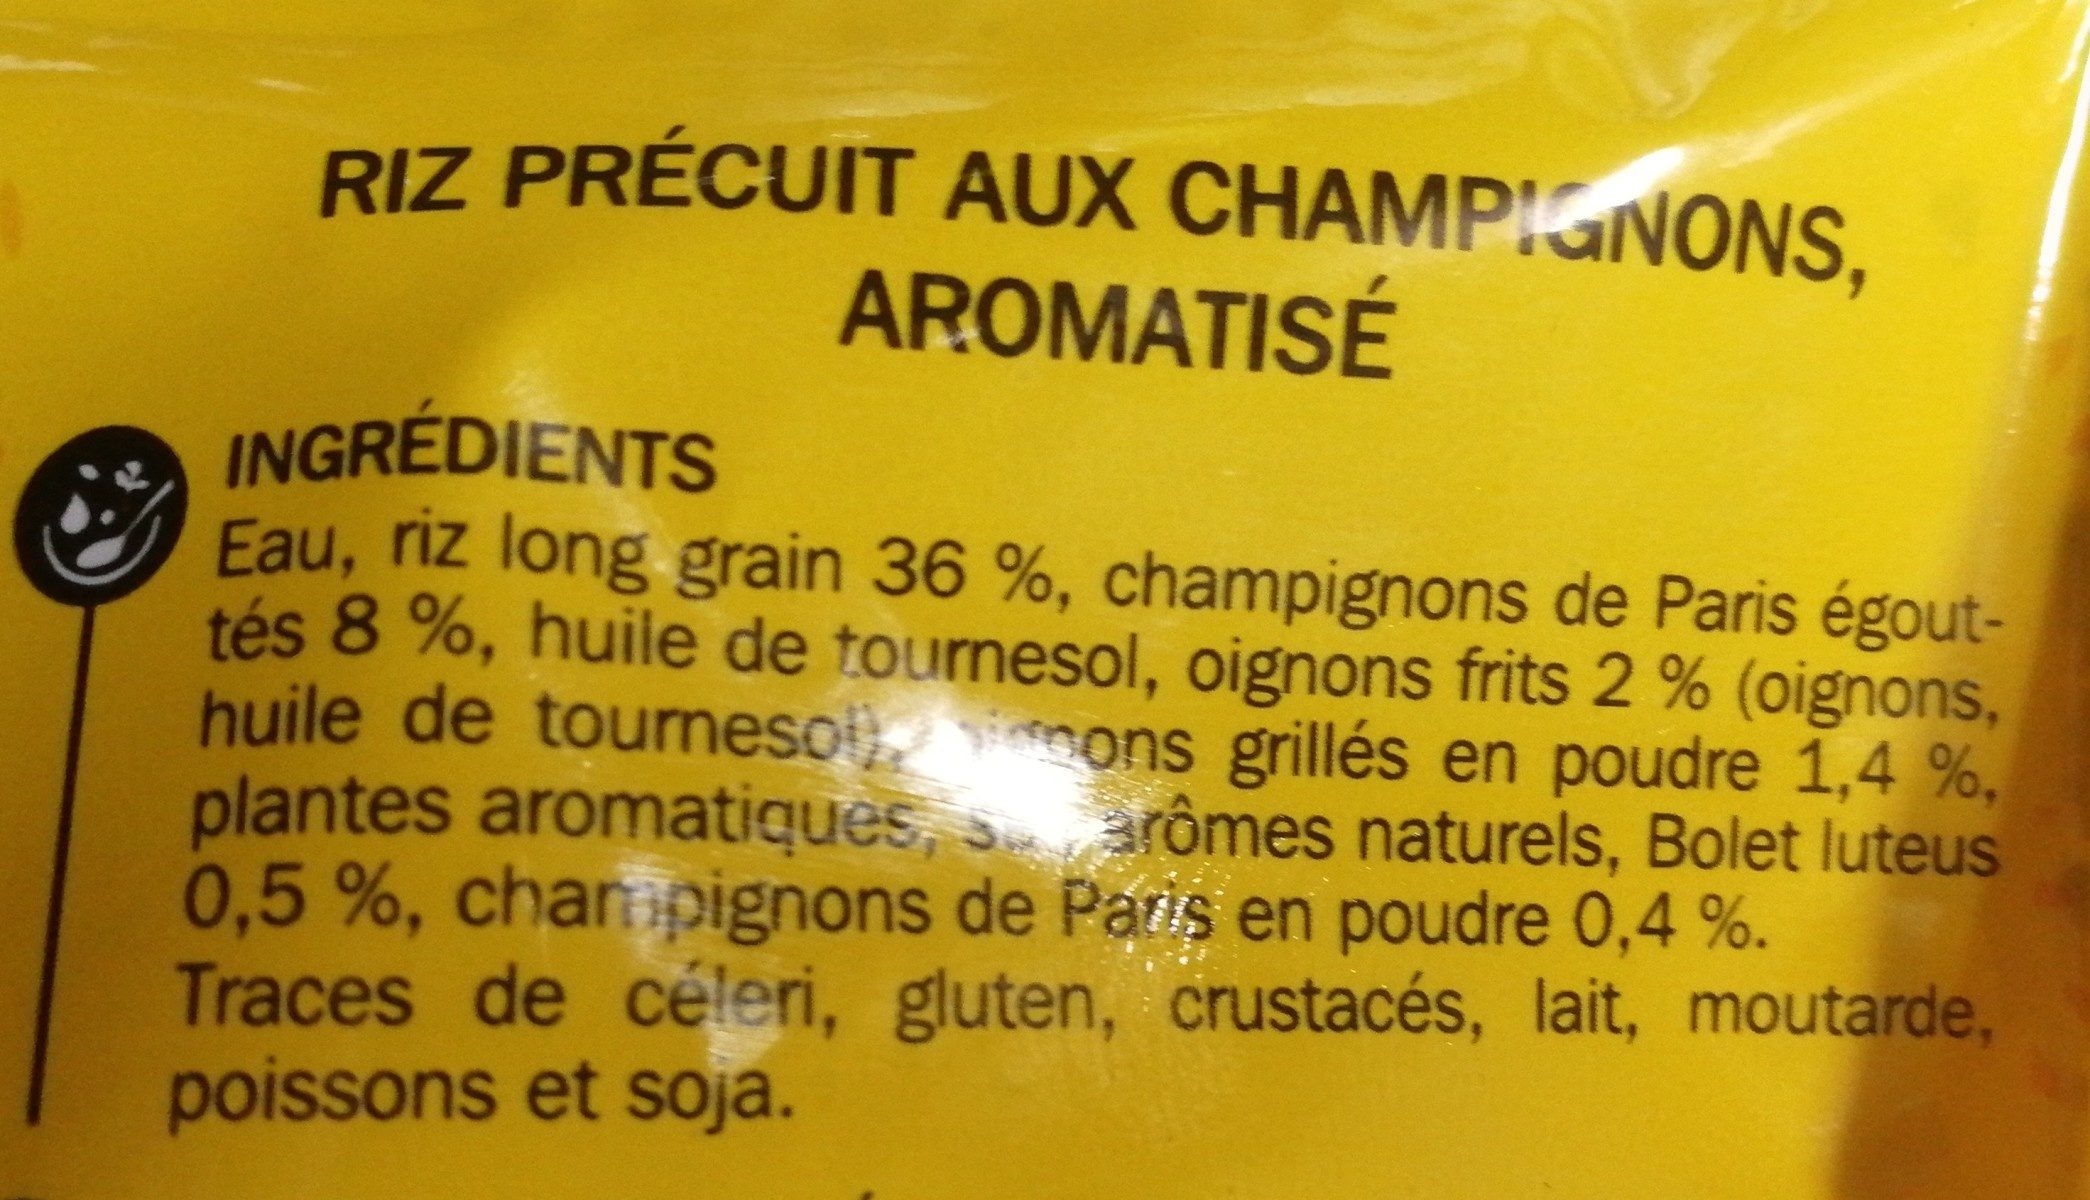 RIZ PRÉCUIT AUX CHAMPIGNONS,
AROMATISÉ
INGRÉDIENTS
Eau, riz long grain 36 %, champignons de Paris égout-
tés 8 %, huile de tournesol, oignons frits 2 % (oignons,
huile de tournesol), oignons grillés en poudre 1,4 %,
plantes aromatiques, arômes naturels, Bolet luteus
0,5 %, champignons de Paris en poudre 0,4 %.
Traces de céleri, gluten, crustacés, lait, moutarde,
poissons et soja.